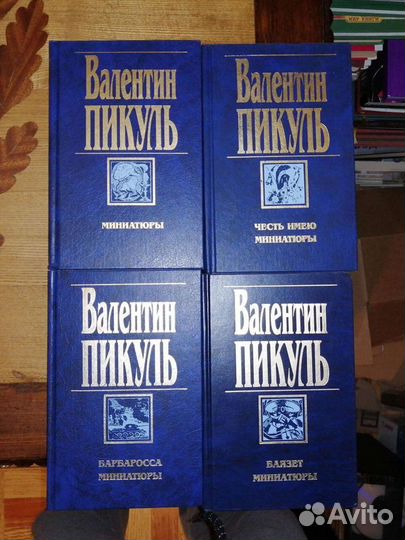 Валентин
ПИКУЛЬ
МИНИАТЮРЫ
Валентин
ПИКУЛЬ
ЧЕСТЬ ИМЕЮ
МИНИАТЮРЫ
Валентин
ПИКУЛЬ
БАРБАРОССА
МИНИАТЮРЫ
Валентин
ПИКУЛЬ
БАЯЗЕТ
МИНИАТЮРЫ
Avito